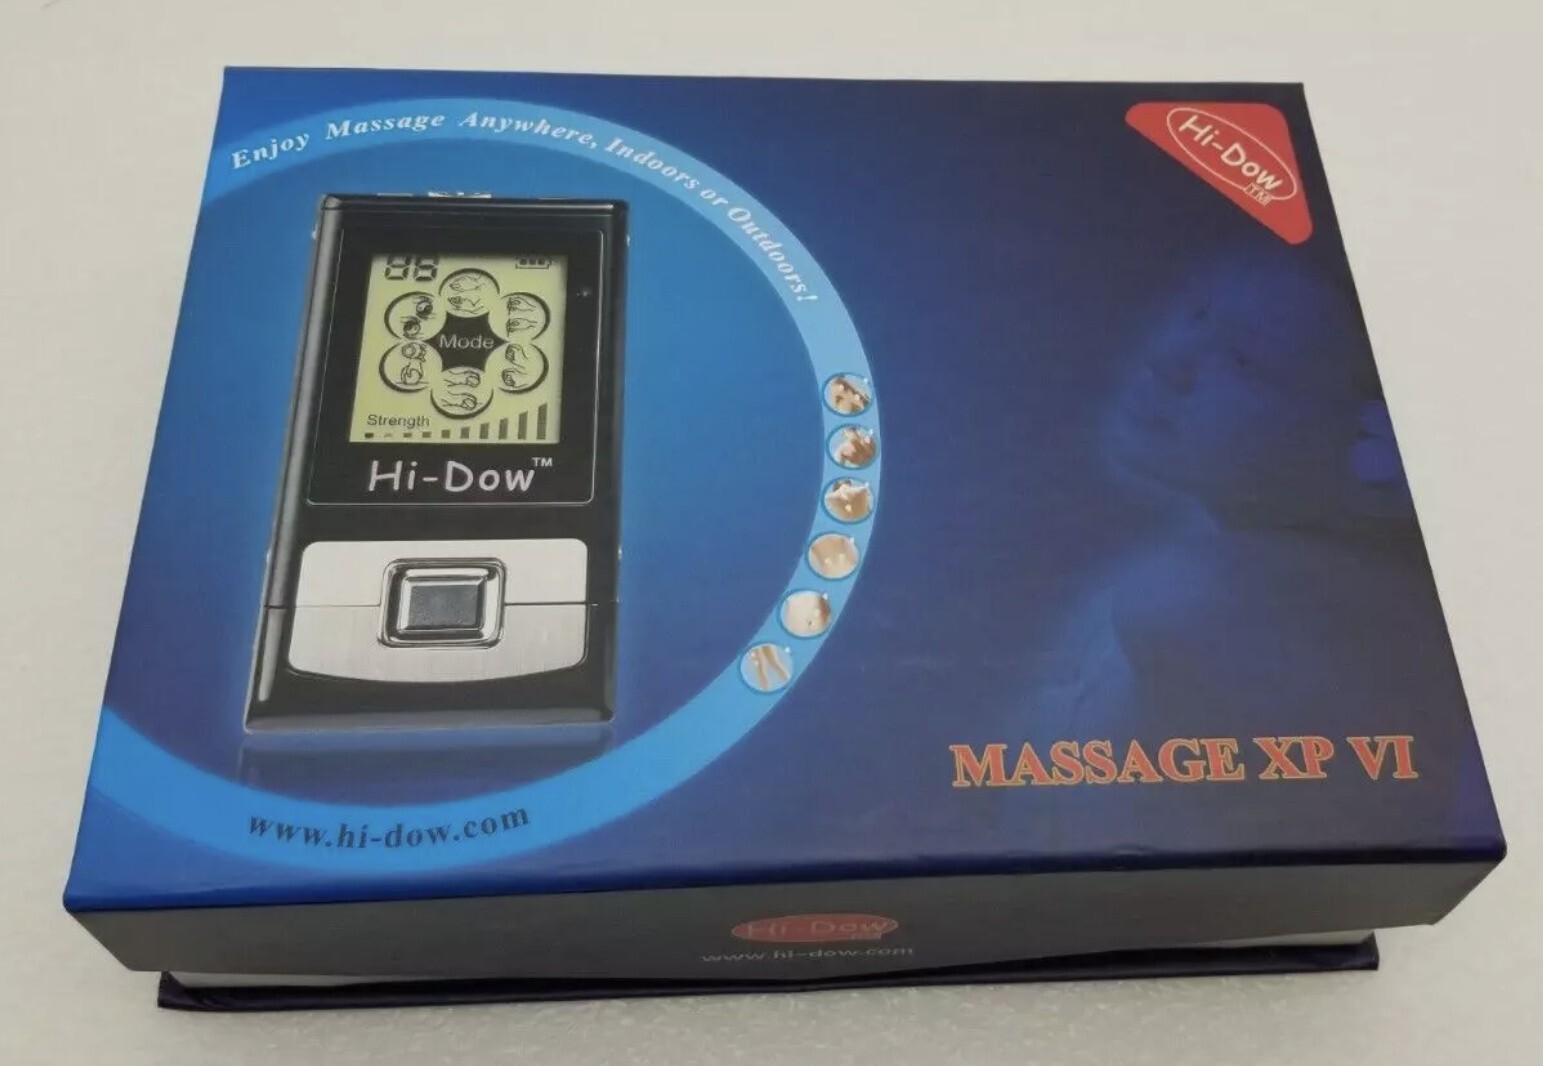 Enjoy Massage Anywhere, Indoors or Outdoors!
Hi-Dow
TM
06
Mode
Strength
Hi-Dow™
MASSAGE XP VI
www.hi-dow.com
Hi-Dow
www.hi-dow.com